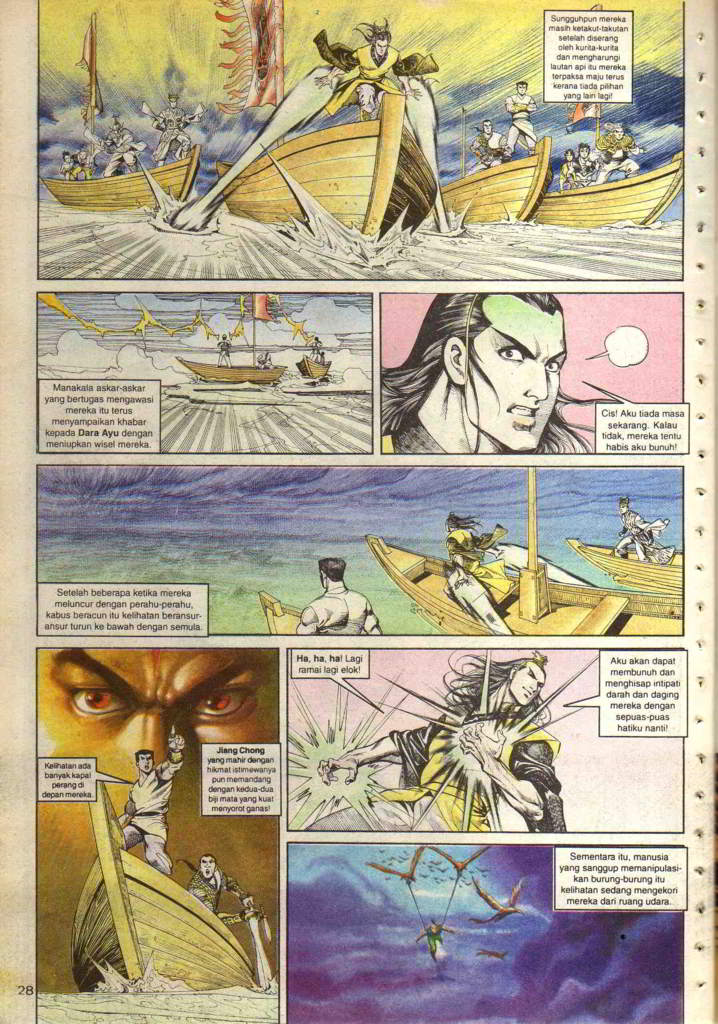 Sungguhpun mereka
masih ketakut-takutan
setelah diserang
oleh kurita-kurita
dan mengharungi
lautan api itu mereka
terpaksa maju terus
kerana tiada pilihan
yang lain lagi!
Manakala askar-askar
yang bertugas mengawasi
mereka itu terus
menyampaikan khabar
kepada Dara Ayu dengan
meniupkan wisel mereka.
Cis! Aku tiada masa
sekarang. Kalau
tidak, mereka tentu
habis aku bunuh!
Setelah beberapa ketika mereka
meluncur dengan perahu-perahu,
kabus beracun itu kelihatan beransur-
ansur turun ke bawah dengan semula.
Kelihatan ada
banyak kapal
perang di
depan mereka.
Jiang Chong
yang mahir dengan
hikmat istimewanya
pun memandang
dengan kedua-dua
biji mata yang kuat
menyorot ganas!
Ha, ha, ha! Lagi
ramai lagi elok!
Aku akan dapat
membunuh dan
menghisap intipati
darah dan daging
mereka dengan
sepuas-puas
hatiku nanti!
Sementara itu, manusia
yang sanggup memanipulasi-
kan burung-burung itu
kelihatan sedang mengekori
mereka dari ruang udara.
28